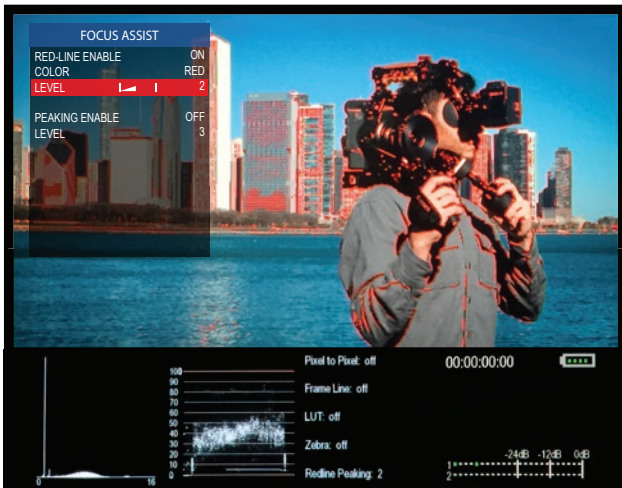 FOCUS ASSIST
RED-LINE ENABLE ON
COLOR RED
LEVEL 2
PEAKING ENABLE OFF
LEVEL 3
Pixel to Pixel: off
00:00:00:00
Frame Line: off
LUT: off
Zebra: off
Redline Peaking: 2
100
90
80
70
60
50
40
30
20
10
0
0 16
-24dB -12dB 0dB
1
2